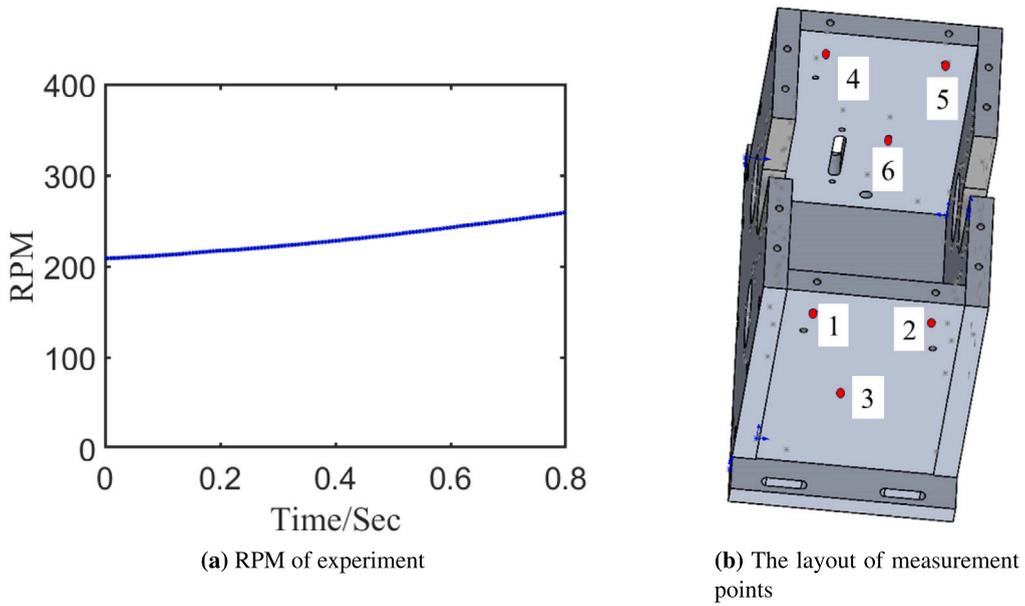 400
300
200
100
0
RPM
0 0.2 0.4 0.6 0.8
Time/Sec
(a) RPM of experiment
4
5
6
1
2
3
(b) The layout of measurement
points